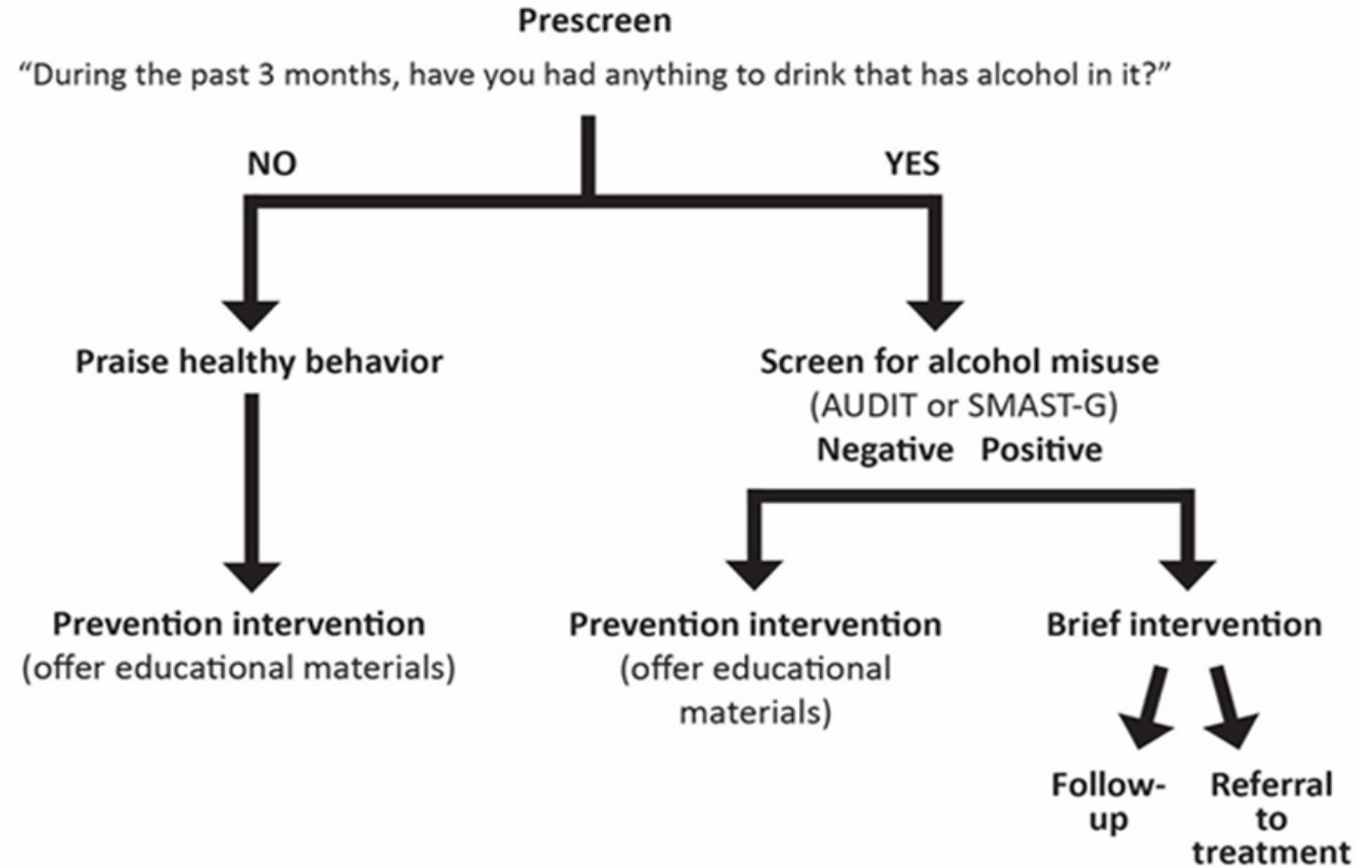 Prescreen
“During the past 3 months, have you had anything to drink that has alcohol in it?”
NO
YES
Praise healthy behavior
Screen for alcohol misuse
(AUDIT or SMAST-G)
Negative Positive
Prevention intervention
(offer educational materials)
Prevention intervention
(offer educational
materials)
Brief intervention
Follow-
up
Referral
to
treatment